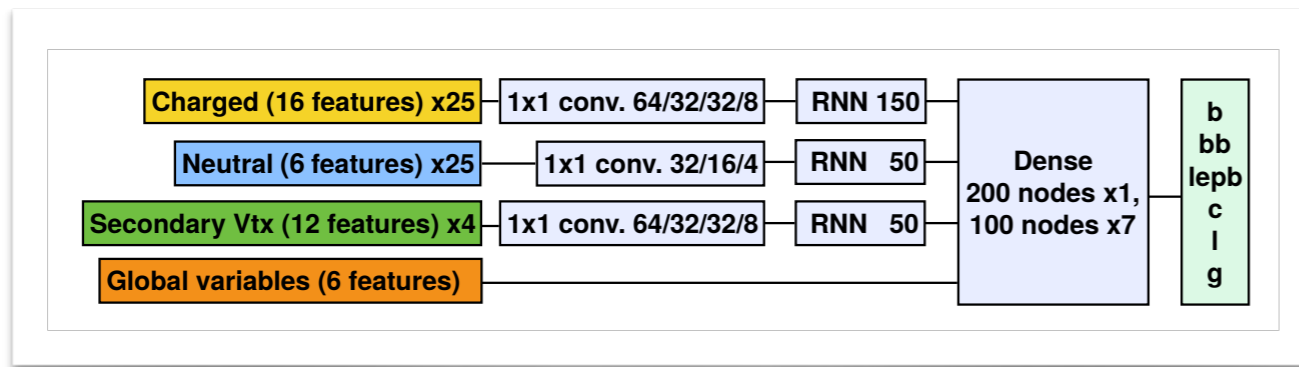 Charged (16 features) x25
1x1 conv. 64/32/32/8
RNN 150
Neutral (6 features) x25
1x1 conv. 32/16/4
RNN 50
Secondary Vtx (12 features) x4
1x1 conv. 64/32/32/8
RNN 50
Global variables (6 features)
Dense
200 nodes x1,
100 nodes x7
b
bb
lepb
c
l
g